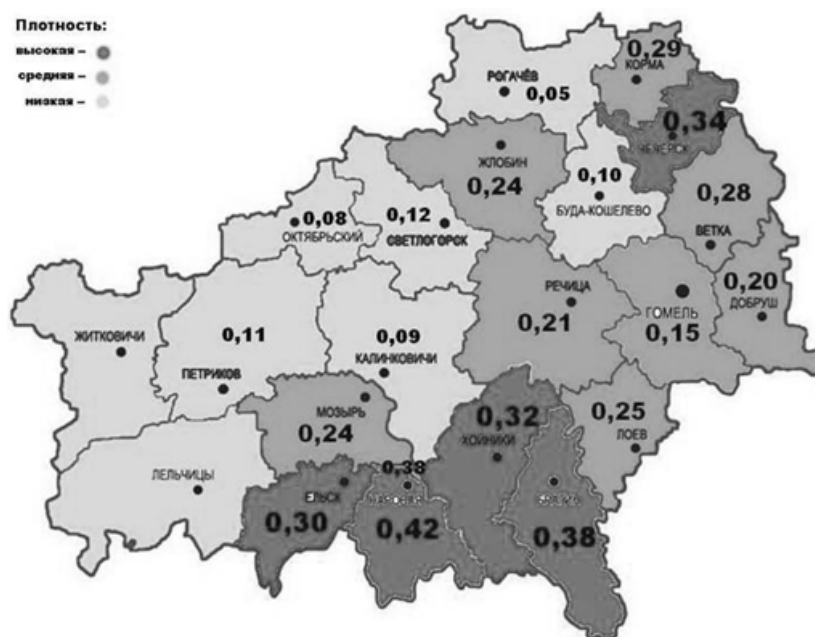 Плотность:
высокая –
средняя –
низкая –
0,29
КОРМА
РОГАЧЁВ
0,05
0,34
ЧЕЧЕРСК
ЖЛОБИН
0,24
0,10
БУДА-КОШЕЛЕВО
0,28
ВЕТКА
0,08
ОКТЯБРЬСКИЙ
0,12
СВЕТЛОГОРСК
0,20
ДОБРУШ
РЕЧИЦА
0,21
ГОМЕЛЬ
0,15
ЖИТКОВИЧИ
0,11
ПЕТРИКОВ
0,09
КАЛИНКОВИЧИ
МОЗЫРЬ
0,24
0,32
ХОЙНИКИ
0,25
ЛОЕВ
ЛЕЛЬЧИЦЫ
0,38
ЕЛЬСК
0,30
0,42
0,38